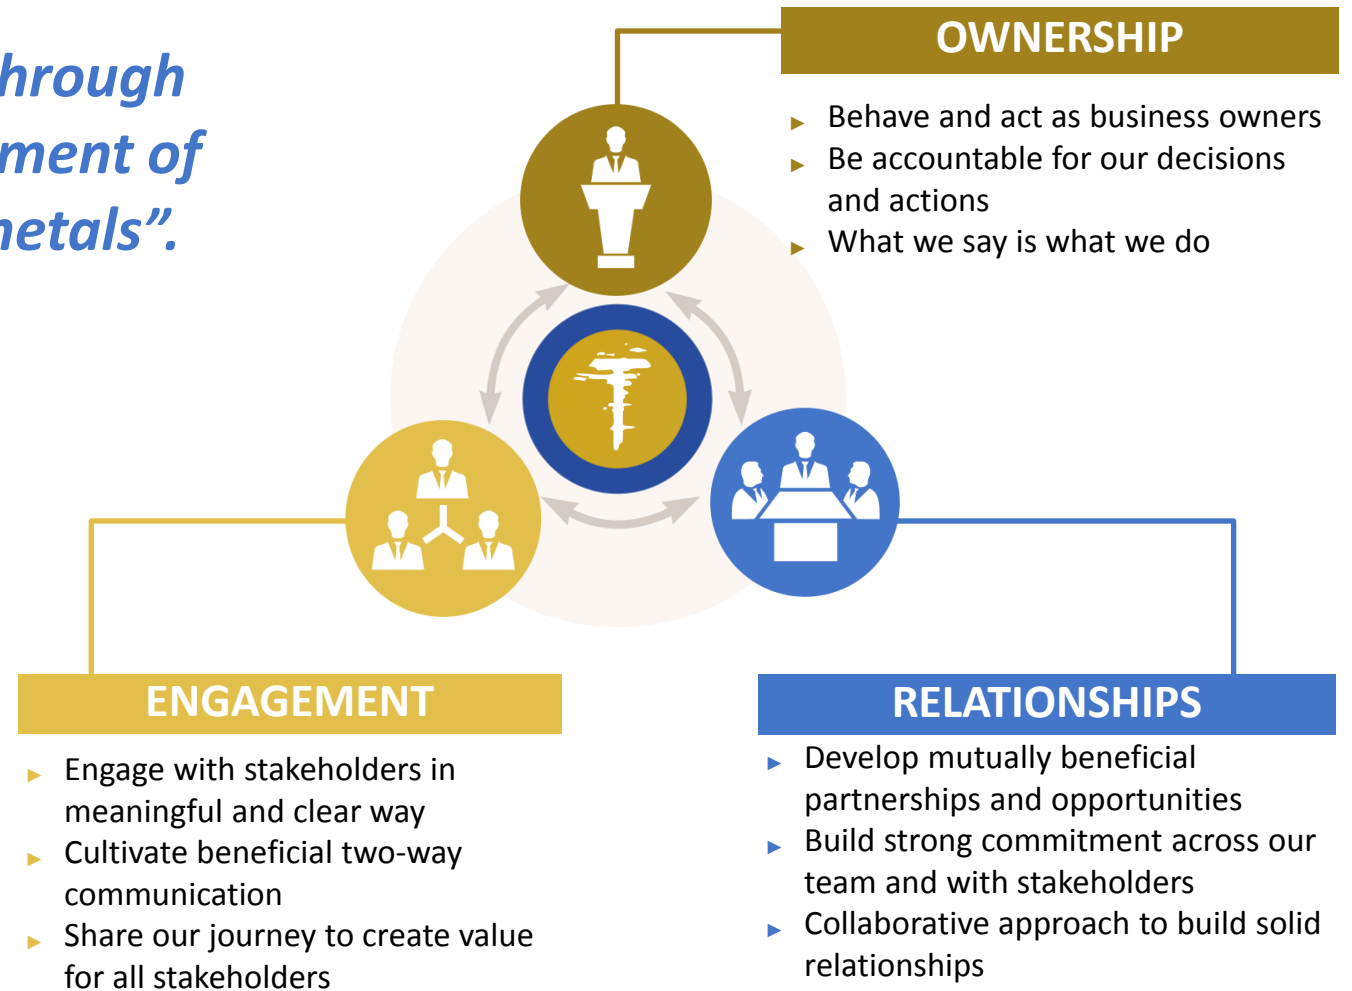 through
ment of
metals”.
OWNERSHIP
► Behave and act as business owners
► Be accountable for our decisions
and actions
► What we say is what we do
ENGAGEMENT
► Engage with stakeholders in
meaningful and clear way
► Cultivate beneficial two-way
communication
► Share our journey to create value
for all stakeholders
RELATIONSHIPS
► Develop mutually beneficial
partnerships and opportunities
► Build strong commitment across our
team and with stakeholders
► Collaborative approach to build solid
relationships